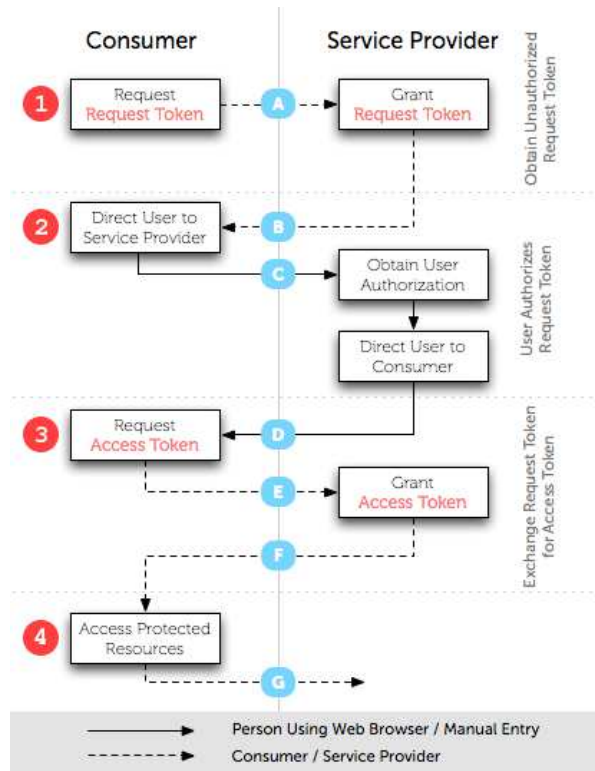 Consumer
Service Provider
1
Request
Request Token
A
Grant
Request Token
Obtain Unauthorized
Request Token
2
Direct User to
Service Provider
B
C
Obtain User
Authorization
Direct User to
Consumer
User Authorizes
Request Token
3
Request
Access Token
D
E
Grant
Access Token
F
Exchange Request Token
for Access Token
4
Access Protected
Resources
G
Person Using Web Browser / Manual Entry
Consumer / Service Provider